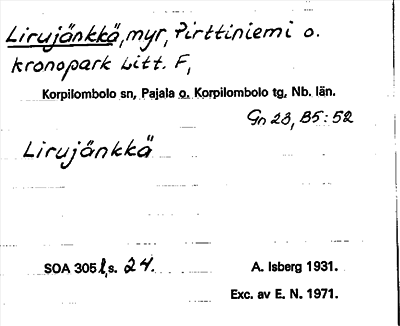 Lirujänkkä, myr, Pirttiniemi o.
kronopark Litt. F,
Korpilombolo sn, Pajala o. Korpilombolo tg, Nb. län.
Gn 23, B5:52
Lirujänkkä
SOA 305 l, s. 24.
A. Isberg 1931.
Exc. av E. N. 1971.